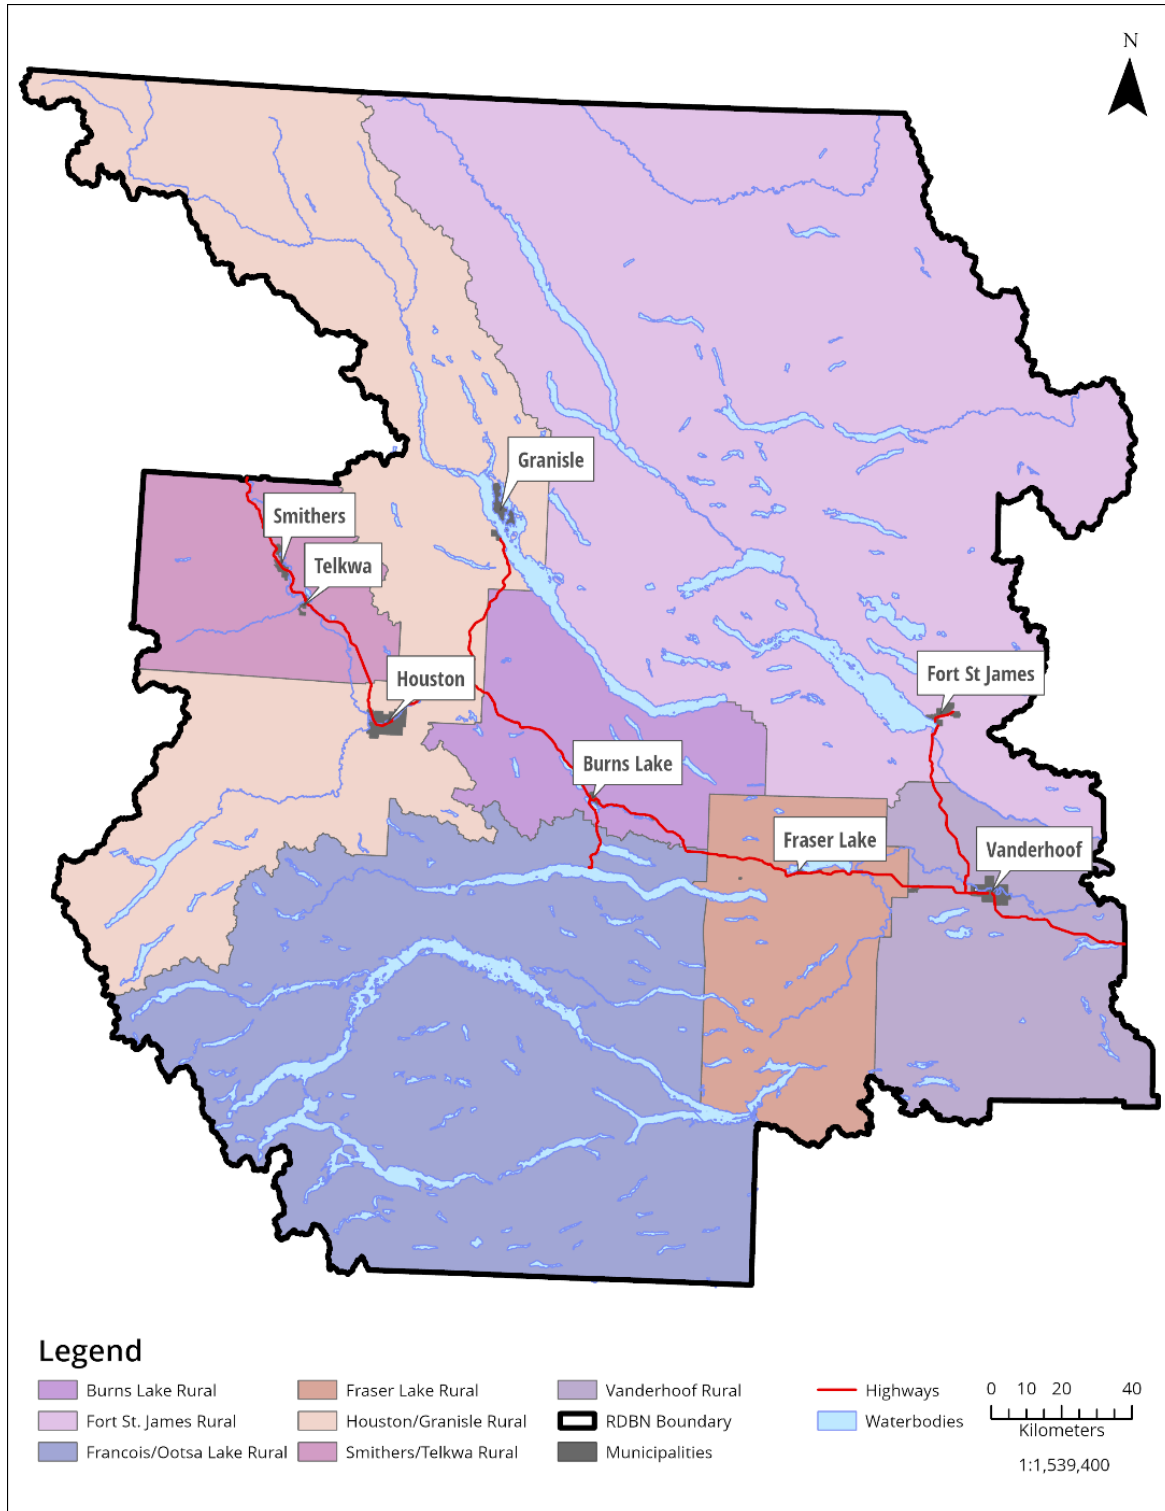 N
Granisle
Smithers
Telkwa
Houston
Fort St James
Burns Lake
Fraser Lake
Vanderhoof
Legend
Burns Lake Rural
Fort St. James Rural
Francois/Ootsa Lake Rural
Fraser Lake Rural
Houston/Granisle Rural
Smithers/Telkwa Rural
Vanderhoof Rural
RDBN Boundary
Municipalities
Highways
Waterbodies
0 10 20 40
Kilometers
1:1,539,400